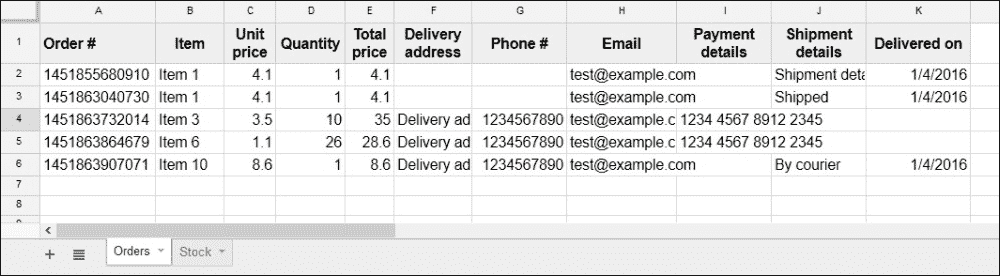 A B C D E F G H I J K
1 Order # Item Unit price Quantity Total price Delivery address Phone # Email Payment details Shipment details Delivered on
2 1451855680910 Item 1 4.1 1 4.1 test@example.com Shipment deta 1/4/2016
3 1451863040730 Item 1 4.1 1 4.1 test@example.com Shipped 1/4/2016
4 1451863732014 Item 3 3.5 10 35 Delivery ad 1234567890 test@example.c 1234 4567 8912 2345
5 1451863864679 Item 6 1.1 26 28.6 Delivery ad 1234567890 test@example.c 1234 4567 8912 2345
6 1451863907071 Item 10 8.6 1 8.6 Delivery ad 1234567890 test@example.com By courier 1/4/2016
7
8
Orders Stock